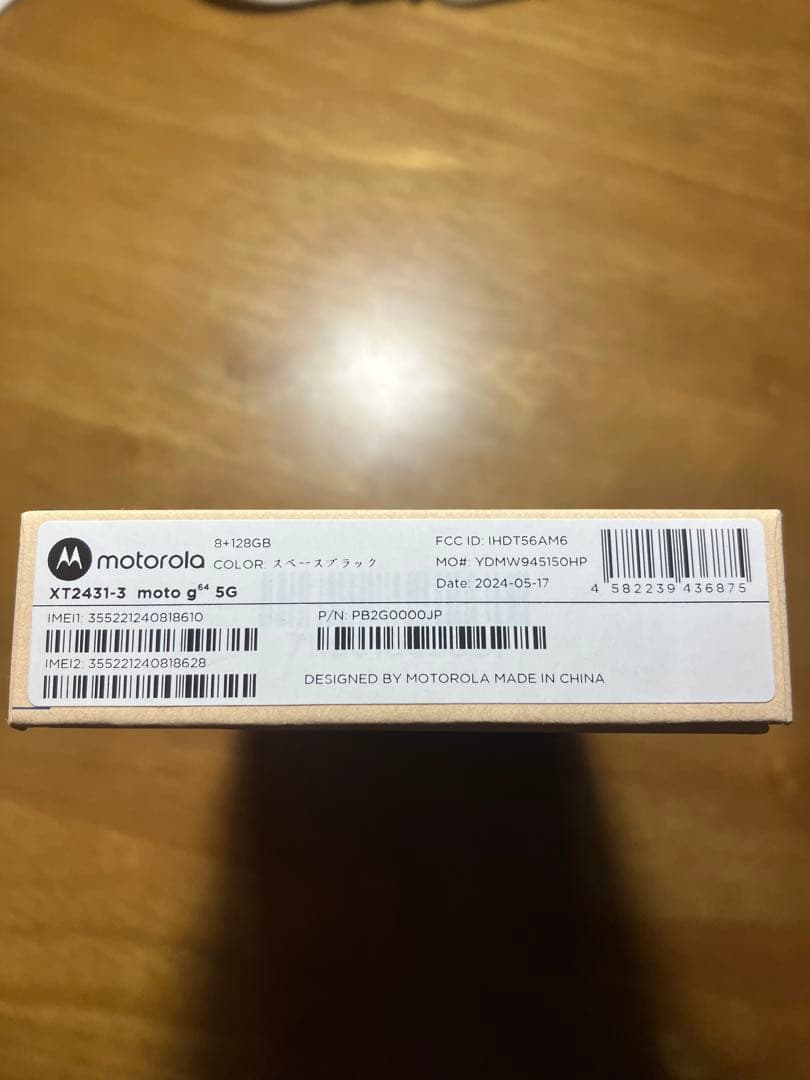 motorola
8+128GB
COLOR: スペースブラック
XT2431-3 moto g64 5G
FCC ID: IHDT56AM6
MO#: YDMW945150HP
Date: 2024-05-17
4 582239 436875
IMEI1: 355221240818610
IMEI2: 355221240818628
P/N: PB2G0000JP
DESIGNED BY MOTOROLA MADE IN CHINA